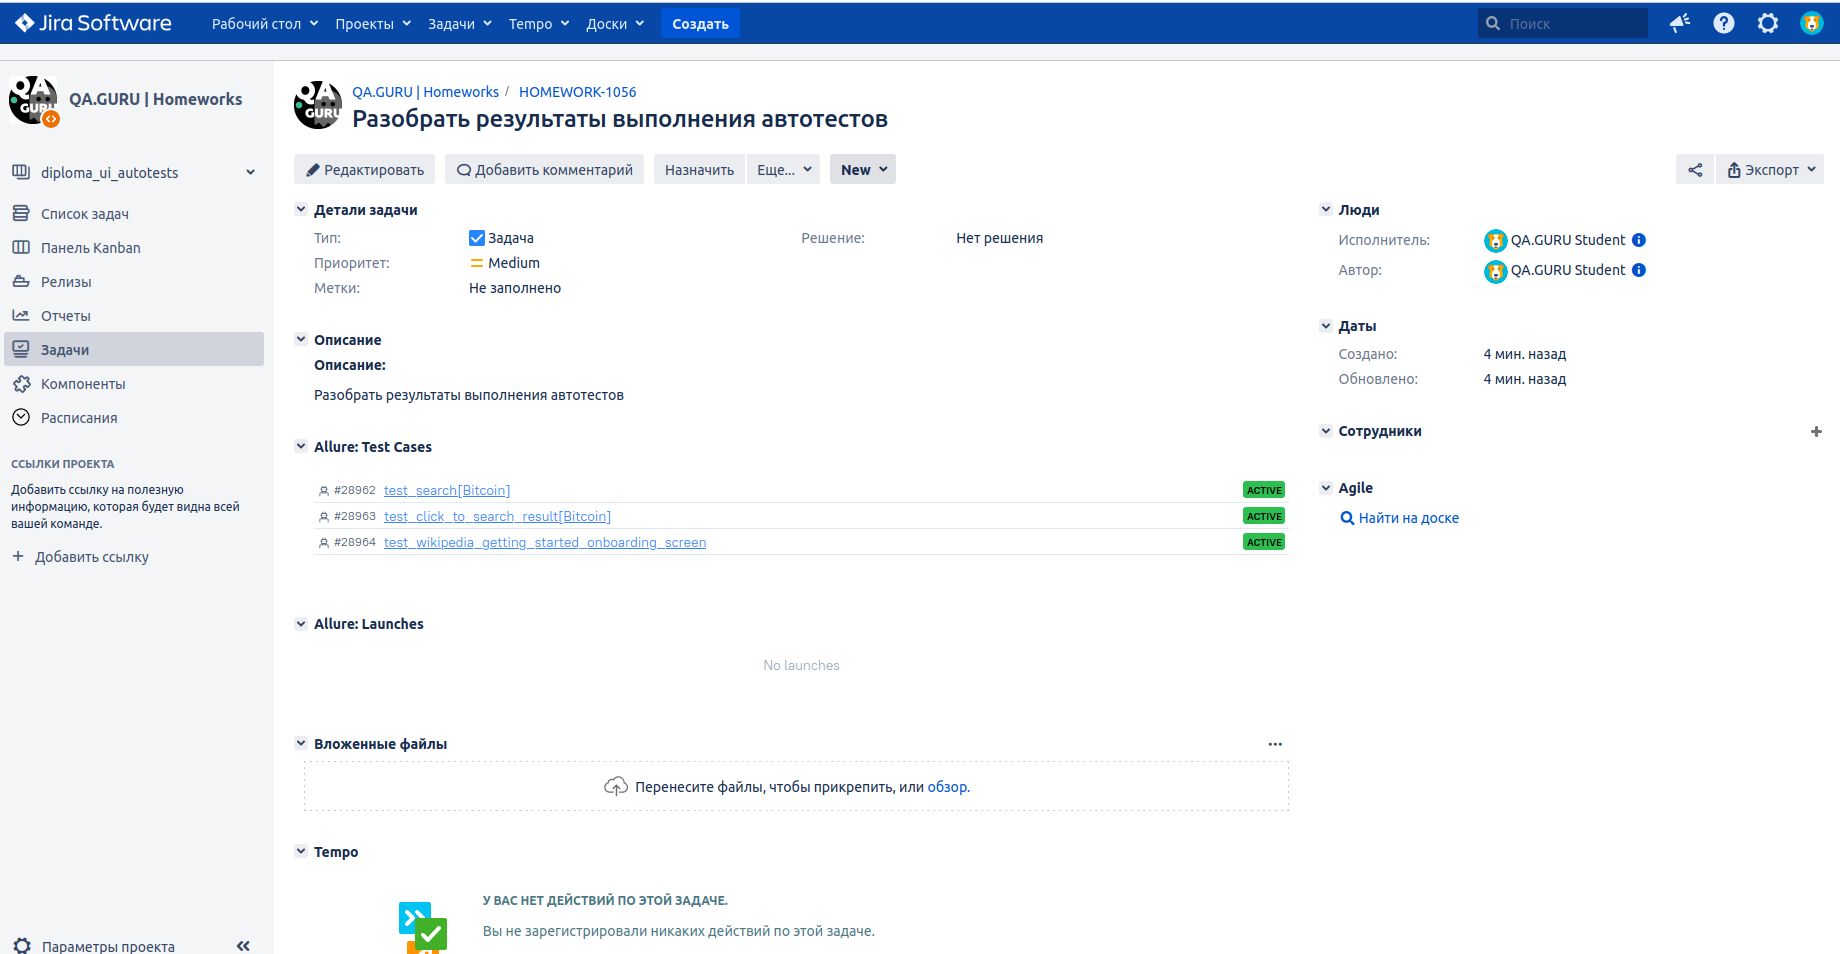 Jira Software Рабочий стол Проекты Задачи Tempo Доски Создать Поиск
QA.GURU | Homeworks
diploma_ui_autotests
Список задач
Панель Kanban
Релизы
Отчеты
Задачи
Компоненты
Расписания
ССЫЛКИ ПРОЕКТА
Добавить ссылку на полезную
информацию, которая будет видна всей
вашей команде.
+ Добавить ссылку
Параметры проекта
QA.GURU | Homeworks / HOMEWORK-1056
Разобрать результаты выполнения автотестов
Редактировать Добавить комментарий Назначить Еще... New Экспорт
Детали задачи
Тип: Задача Решение: Нет решения
Приоритет: Medium
Метки: Не заполнено
Описание
Описание:
Разобрать результаты выполнения автотестов
Allure: Test Cases
#28962 test_search[Bitcoin] ACTIVE
#28963 test_click_to_search_result[Bitcoin] ACTIVE
#28964 test_wikipedia_getting_started_onboarding_screen ACTIVE
Allure: Launches
No launches
Вложенные файлы
Перенесите файлы, чтобы прикрепить, или обзор.
Tempo
У ВАС НЕТ ДЕЙСТВИЙ ПО ЭТОЙ ЗАДАЧЕ.
Вы не зарегистрировали никаких действий по этой задаче.
Люди
Исполнитель: QA.GURU Student
Автор: QA.GURU Student
Даты
Создано: 4 мин. назад
Обновлено: 4 мин. назад
Сотрудники
Agile
Найти на доске
QA
GURU
QA
GURU